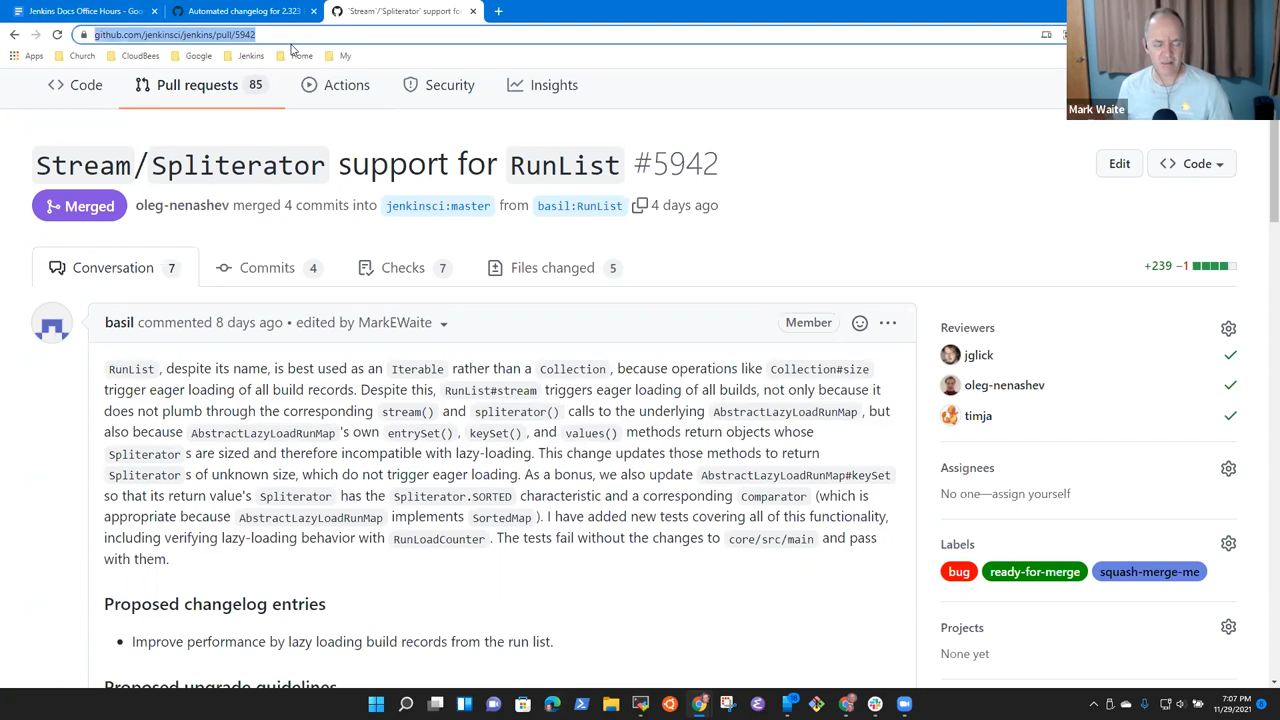 Jenkins Docs Office Hours - Goo
Automated changelog for 2.323
`Stream`/`Spliterator` support fo
github.com/jenkinsci/jenkins/pull/5942
Apps
Church
CloudBees
Google
Jenkins
Home
My
Mark Waite
Code
Pull requests 85
Actions
Security
Insights
Stream/Spliterator support for RunList #5942
Edit
Code
Merged
oleg-nenashev merged 4 commits into jenkinsci:master from basil:RunList 4 days ago
Conversation 7
Commits 4
Checks 7
Files changed 5
+239 −1
basil commented 8 days ago • edited by MarkEWaite
Member
RunList, despite its name, is best used as an Iterable rather than a Collection, because operations like Collection#size
trigger eager loading of all build records. Despite this, RunList#stream triggers eager loading of all builds, not only because it
does not plumb through the corresponding stream() and spliterator() calls to the underlying AbstractLazyLoadRunMap, but
also because AbstractLazyLoadRunMap's own entrySet(), keySet(), and values() methods return objects whose
Spliterators are sized and therefore incompatible with lazy-loading. This change updates those methods to return
Spliterators of unknown size, which do not trigger eager loading. As a bonus, we also update AbstractLazyLoadRunMap#keySet
so that its return value's Spliterator has the Spliterator.SORTED characteristic and a corresponding Comparator (which is
appropriate because AbstractLazyLoadRunMap implements SortedMap). I have added new tests covering all of this functionality,
including verifying lazy-loading behavior with RunLoadCounter. The tests fail without the changes to core/src/main and pass
with them.
Proposed changelog entries
• Improve performance by lazy loading build records from the run list.
Proposed upgrade guidelines
Reviewers
jglick
oleg-nenashev
timja
Assignees
No one—assign yourself
Labels
bug
ready-for-merge
squash-merge-me
Projects
None yet
7:07 PM
11/29/2021